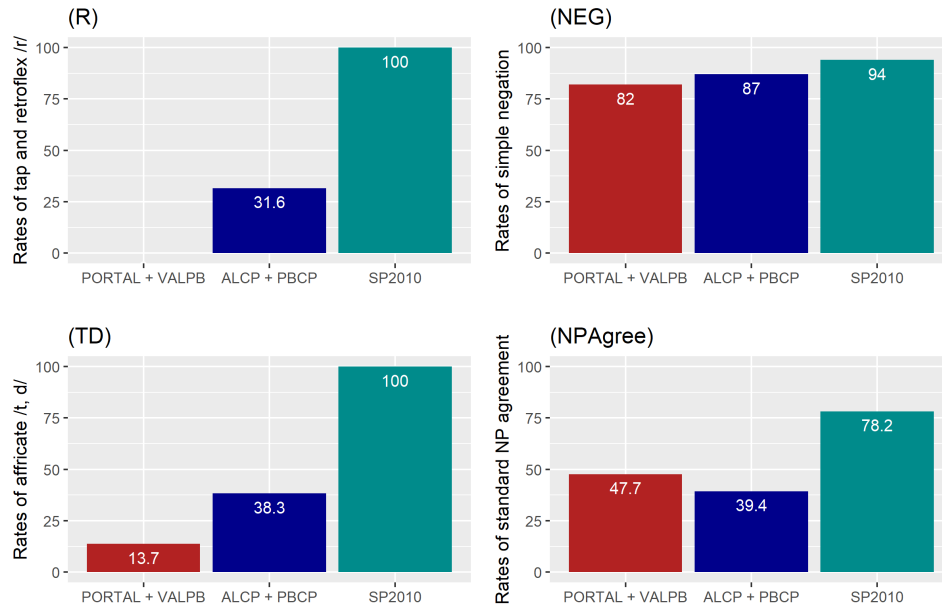 (R)
Rates of tap and retroflex /r/
100
75
50
25
0
31.6
100
PORTAL + VALPB
ALCP + PBCP
SP2010
(NEG)
Rates of simple negation
100
75
50
25
0
82
87
94
PORTAL + VALPB
ALCP + PBCP
SP2010
(TD)
Rates of affricate /t, d/
100
75
50
25
0
13.7
38.3
100
PORTAL + VALPB
ALCP + PBCP
SP2010
(NPAgree)
Rates of standard NP agreement
100
75
50
25
0
47.7
39.4
78.2
PORTAL + VALPB
ALCP + PBCP
SP2010